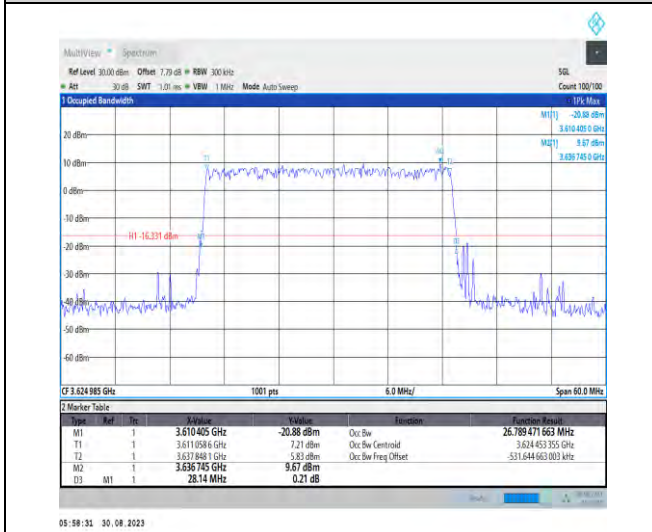 MultiView Spectrum
Ref Level 30.00 dBm Offset 7.79 dB RBW 300 kHz SGL
Att 30 dB SWT 1.01 ms VBW 1 MHz Mode Auto Sweep Count 100/100
1 Occupied Bandwidth 1Pk Max
M1[1] -20.88 dBm
3.610 405 0 GHz
M2[1] 9.67 dBm
3.636 745 0 GHz
20 dBm
10 dBm
0 dBm
-10 dBm
H1 -16.331 dBm
-20 dBm
-30 dBm
-40 dBm
-50 dBm
-60 dBm
CF 3.624 985 GHz 1001 pts 6.0 MHz/ Span 60.0 MHz
2 Marker Table
Type Ref Trc X-Value Y-Value Function Function Result
M1 1 3.610 405 GHz -20.88 dBm Occ Bw 26.789 471 663 MHz
T1 1 3.611 058 6 GHz 7.21 dBm Occ Bw Centroid 3.624 453 355 GHz
T2 1 3.637 848 1 GHz 5.83 dBm Occ Bw Freq Offset -531.644 663 003 kHz
M2 1 3.636 745 GHz 9.67 dBm
D3 M1 1 28.14 MHz 0.21 dB
05:58:31 30.08.2023